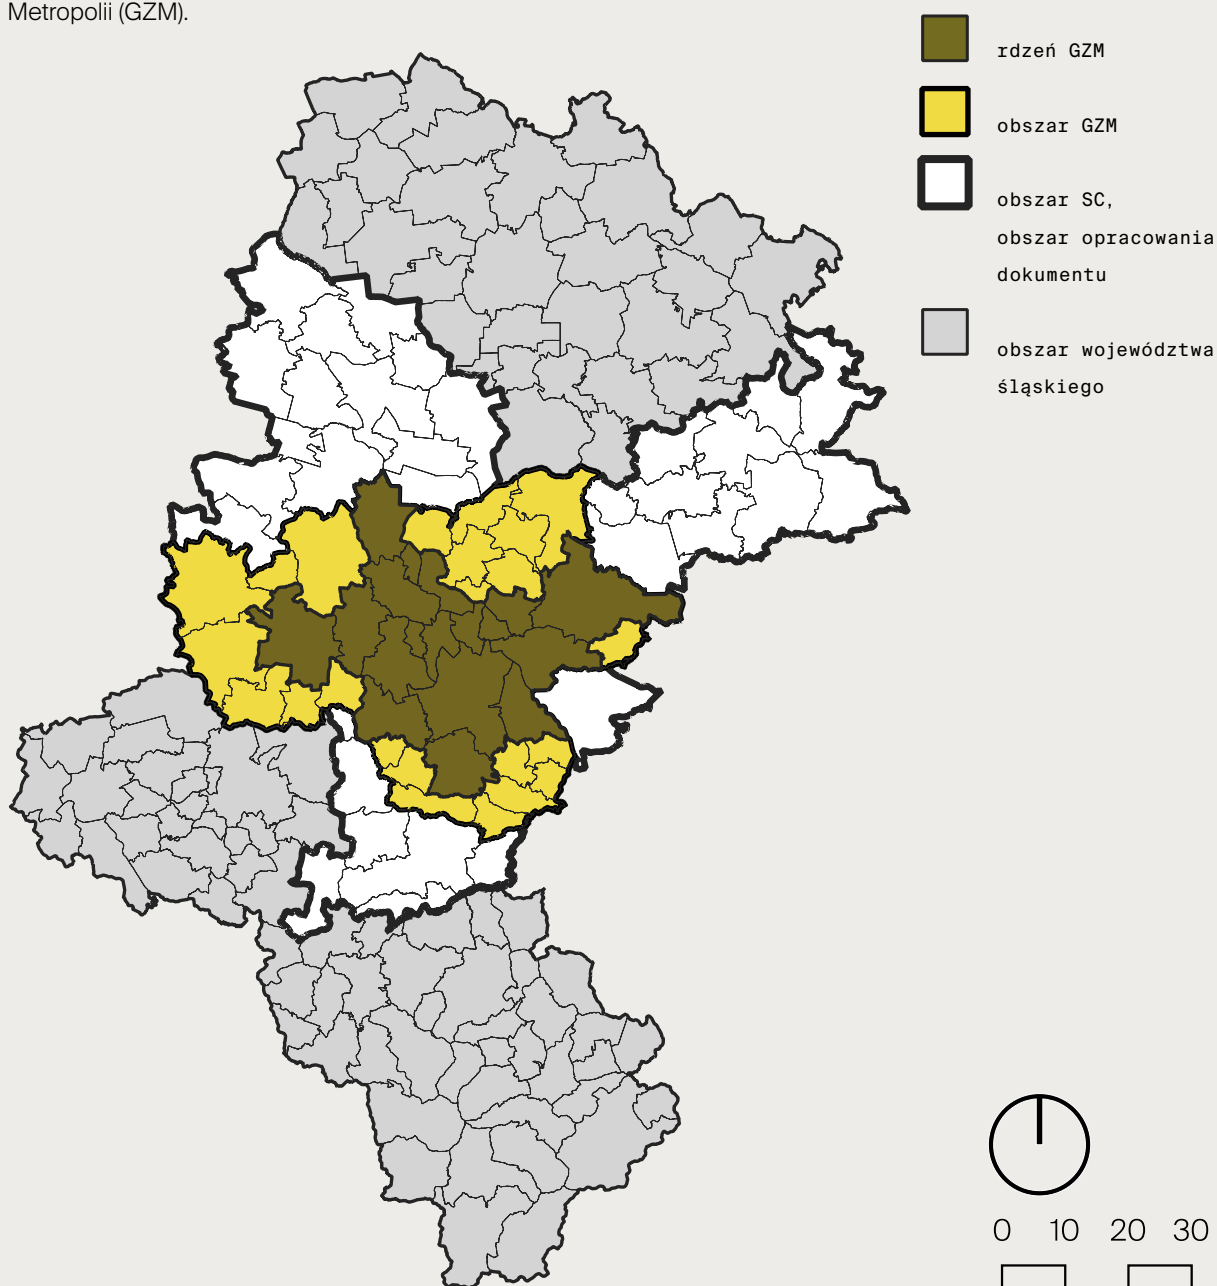 Metropolii (GZM).
rdzeń GZM
obszar GZM
obszar SC,
obszar opracowania
dokumentu
obszar województwa
śląskiego
0 10 20 30